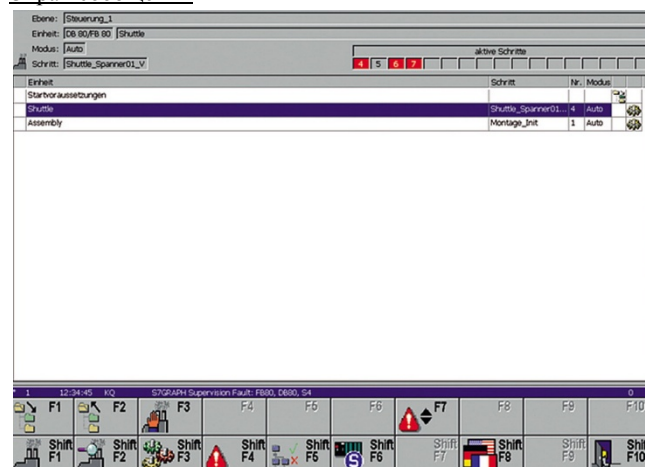 Ebene: Steuerung_1
Einheit: DB 80/FB 80 Shuttle
Modus: Auto
aktive Schritte
Schritt: Shuttle_Spanner01_V 4 5 6 7
Einheit Schritt Nr. Modus
Startvoraussetzungen
Shuttle Shuttle_Spanner01... 4 Auto
Assembly Montage_Init 1 Auto
1 12:34:45 KQ S7GRAPH Supervision Fault: FB80, DB80, S4 0
F1 F2 F3 F4 F5 F6 F7 F8 F9 F10
Shift Shift Shift Shift Shift Shift Shift Shift Shift Shi
F1 F2 F3 F4 F5 F6 F7 F8 F9 F10